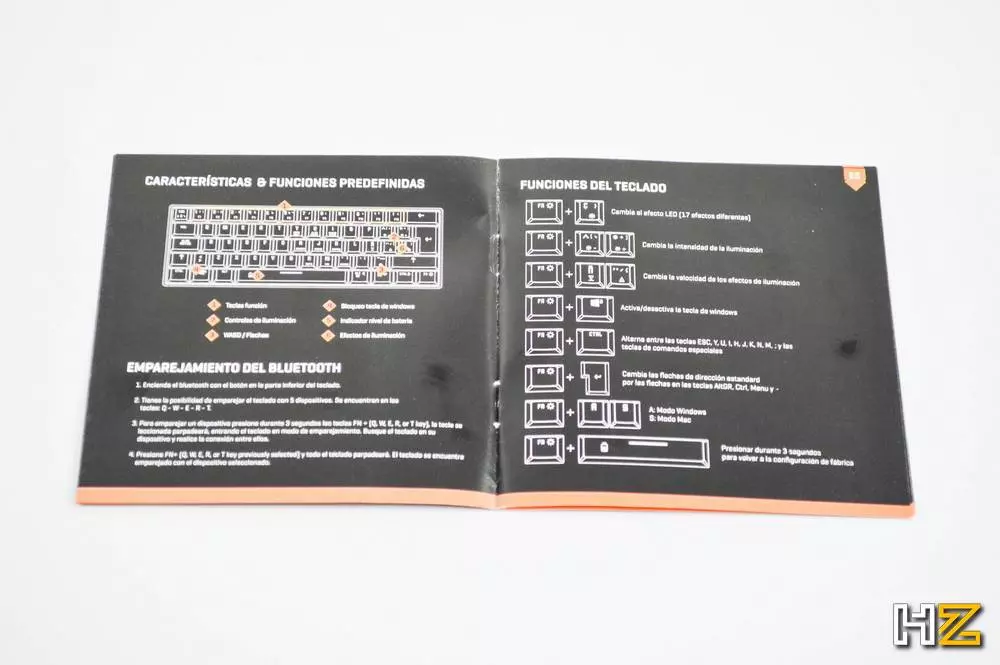 CARACTERÍSTICAS & FUNCIONES PREDEFINIDAS
1 Teclas función
2 Controles de iluminación
3 WASD / Flechas
4 Bloqueo tecla de windows
5 Indicador nivel de batería
6 Efectos de iluminación
EMPAREJAMIENTO DEL BLUETOOTH
1. Encienda el bluetooth con el botón en la parte inferior del teclado.
2. Tienes la posibilidad de emparejar el teclado con 5 dispositivos. Se encuentran en las
teclas: Q - W - E - R - T.
3. Para emparejar un dispositivo presione durante 3 segundos las teclas FN + [Q, W, E, R, or T key], la tecla se
leccionada parpadeará, entrando el teclado en modo de emparejamiento. Busque el teclado en su
dispositivo y realice la conexión entre ellos.
4. Presione FN+ [Q, W, E, R, or T key previously selected] y todo el teclado parpadeará. El teclado se encuentra
emparejado con el dispositivo seleccionado.
ES
FUNCIONES DEL TECLADO
FN + Cambia el efecto LED [17 efectos diferentes]
FN + Cambia la intensidad de la iluminación
FN + Cambia la velocidad de los efectos de iluminación
FN + Activa/desactiva la tecla de windows
FN + CTRL Alterna entre las teclas ESC, Y, U, I, H, J, K, N, M, ; y las
teclas de comandos especiales
FN + Cambia las flechas de dirección estandard
por las flechas en las teclas AltGR, Ctrl, Menu y -
FN + A S A: Modo Windows
S: Modo Mac
FN + Presionar durante 3 segundos
para volver a la configuración de fábrica
HZ